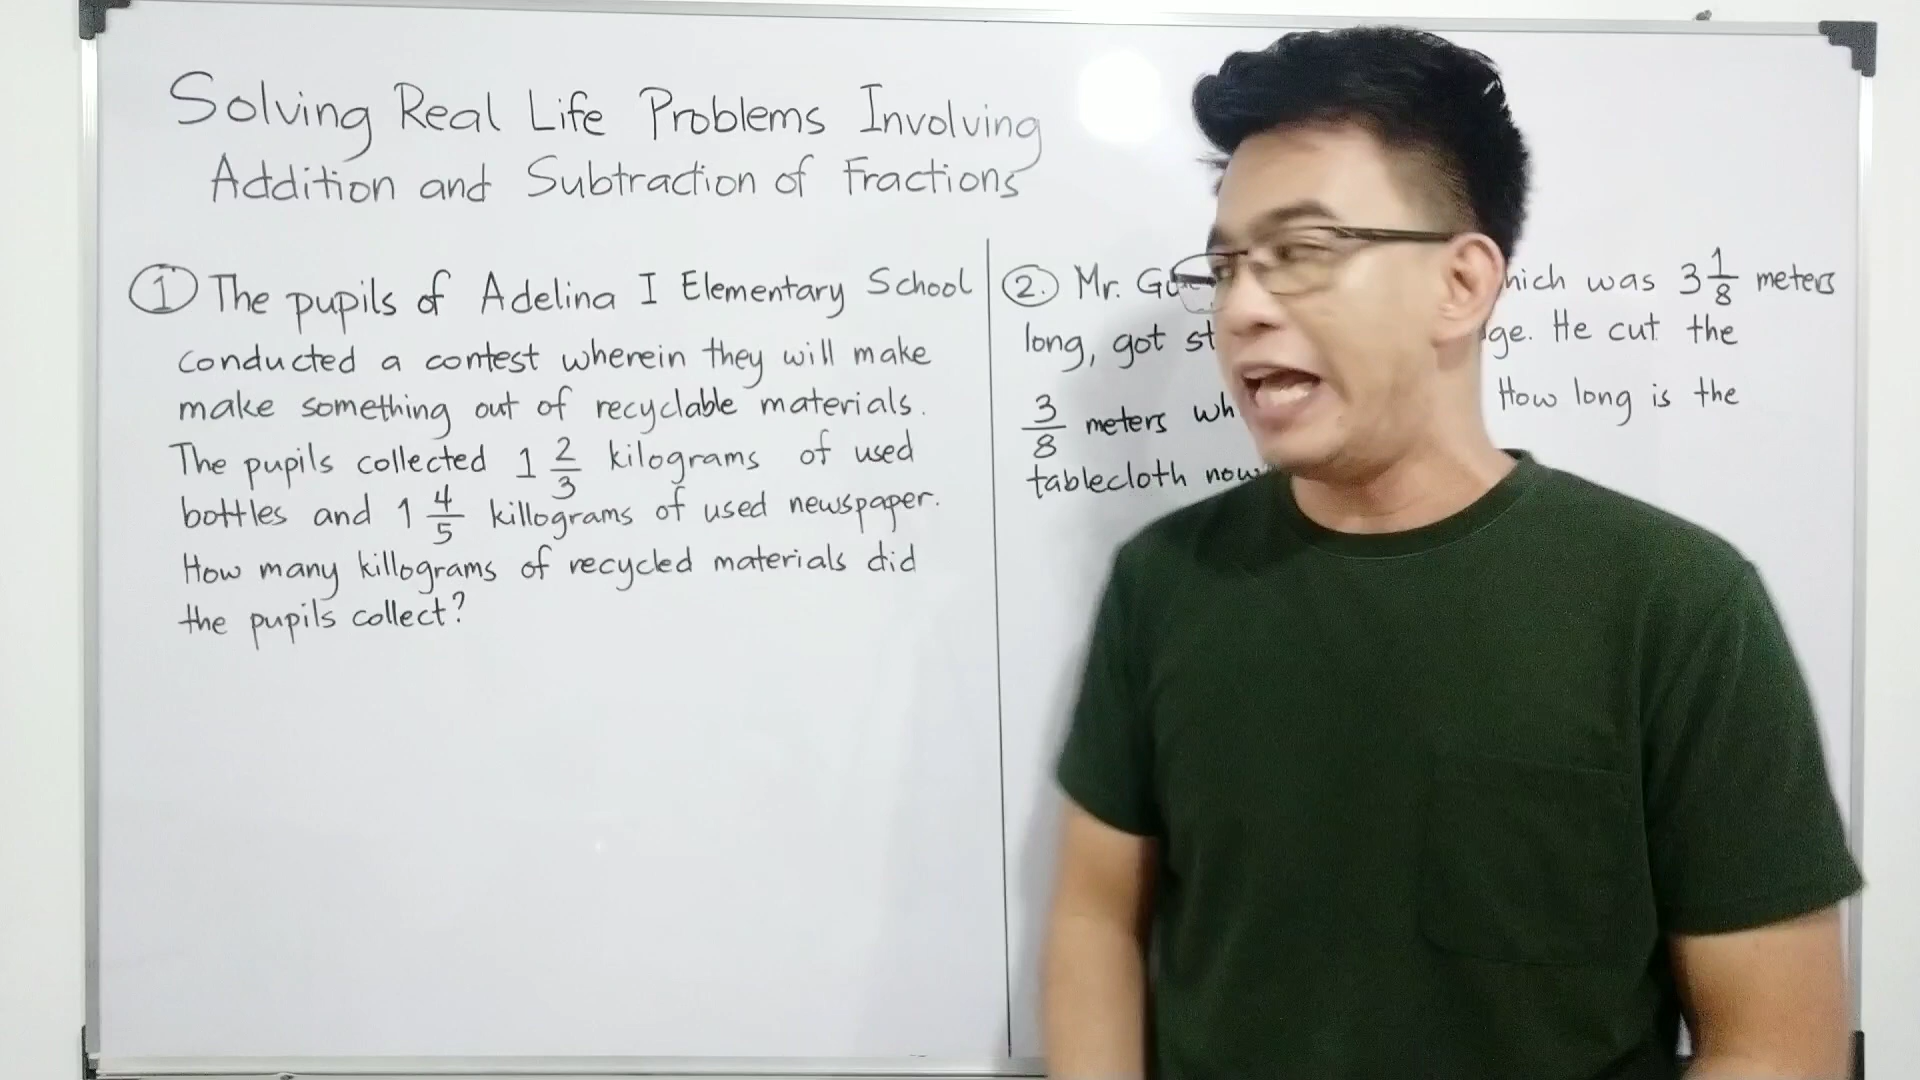 Solving Real Life Problems Involving
Addition and Subtraction of Fractions
1 The pupils of Adelina I Elementary School
conducted a contest wherein they will make
make something out of recyclable materials.
The pupils collected 1 2/3 kilograms of used
bottles and 1 4/5 killograms of used newspaper.
How many killograms of recycled materials did
the pupils collect?
2. Mr. was 3 1/8 meters
long, got He cut the
3/8 meters How long is the
tablecloth